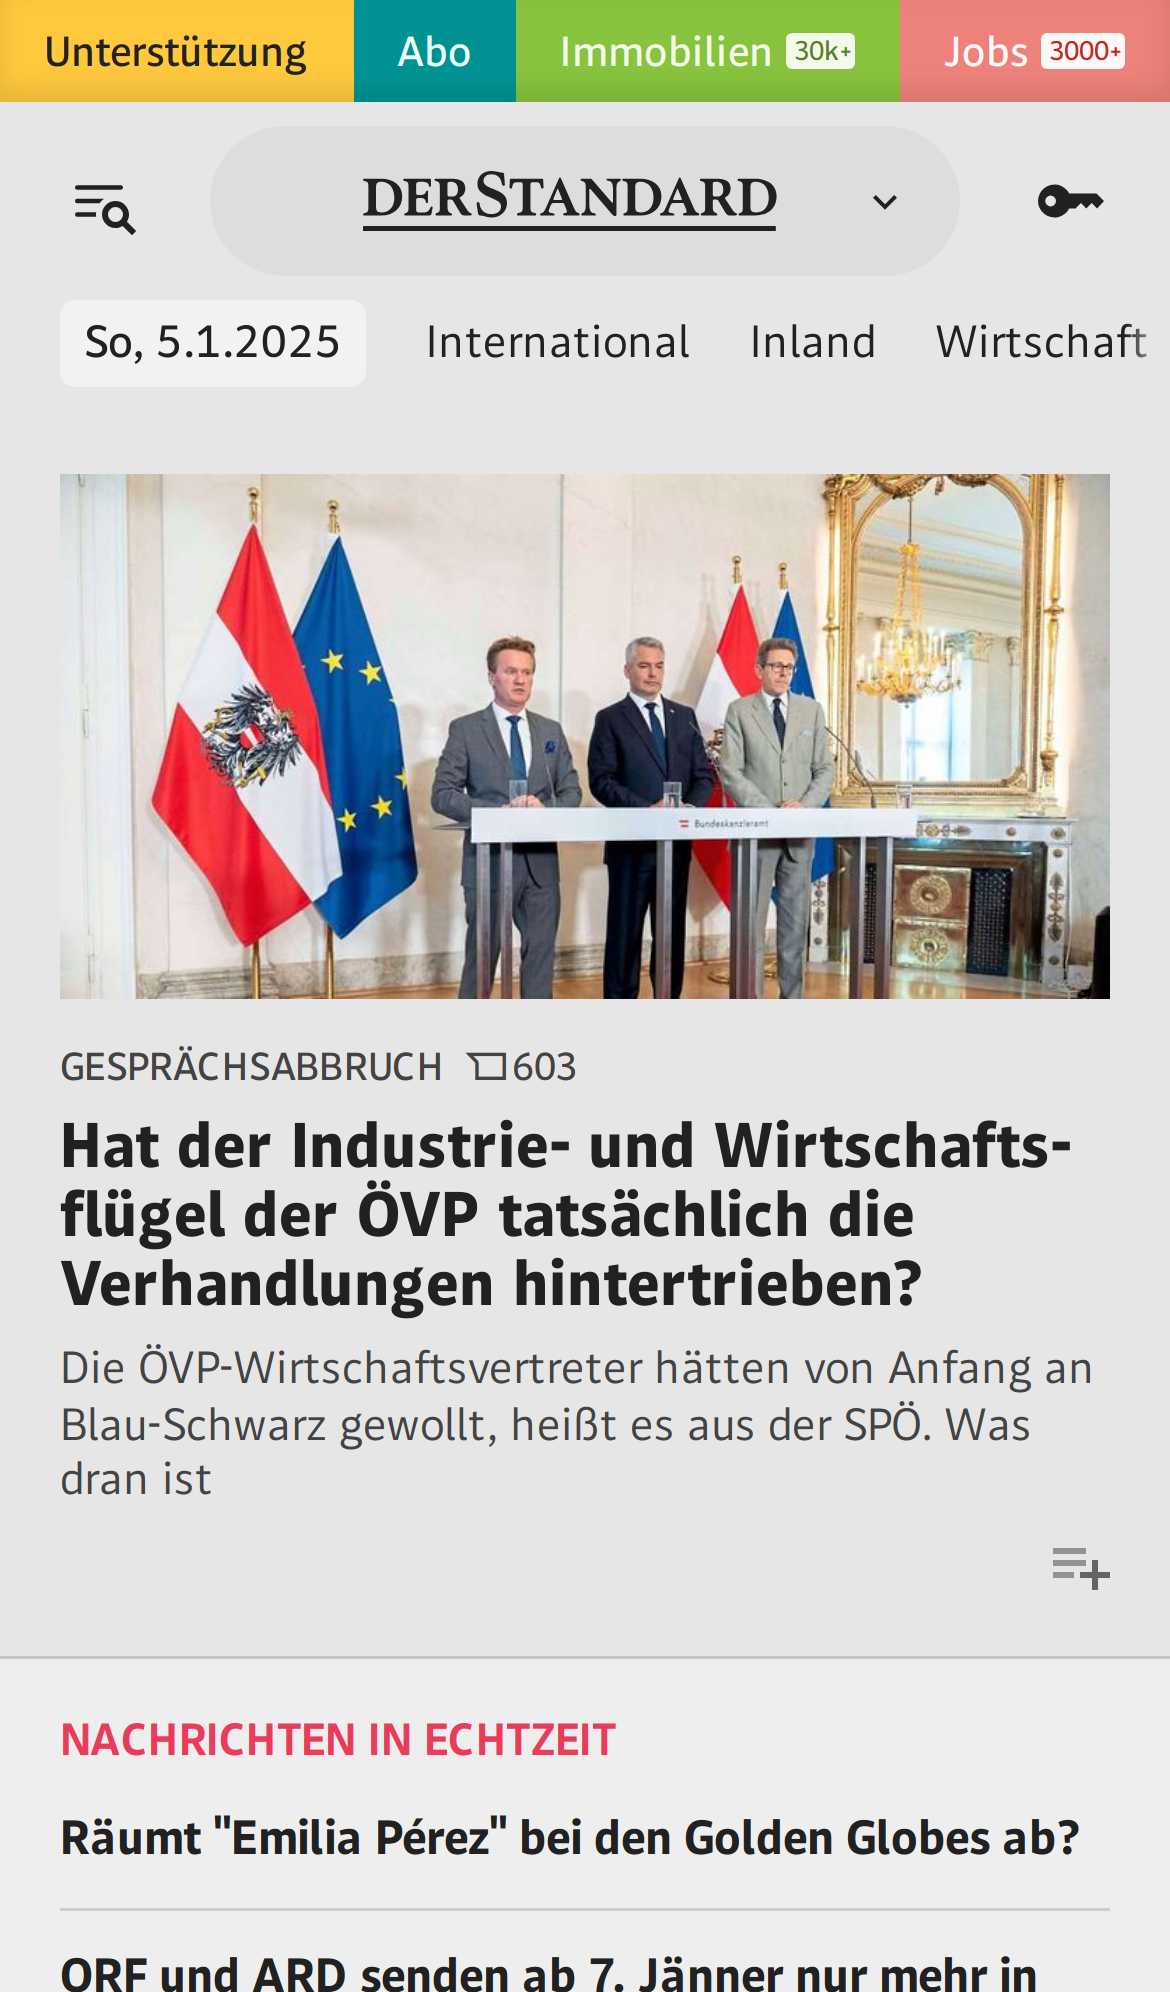 Unterstützung Abo Immobilien 30k+ Jobs 3000+
DERSTANDARD
So, 5.1.2025 International Inland Wirtschaft
Bundeskanzleramt
GESPRÄCHSABBRUCH 603
Hat der Industrie- und Wirtschafts-
flügel der ÖVP tatsächlich die
Verhandlungen hintertrieben?
Die ÖVP-Wirtschaftsvertreter hätten von Anfang an
Blau-Schwarz gewollt, heißt es aus der SPÖ. Was
dran ist
NACHRICHTEN IN ECHTZEIT
Räumt "Emilia Pérez" bei den Golden Globes ab?
ORF und ARD senden ab 7. Jänner nur mehr in